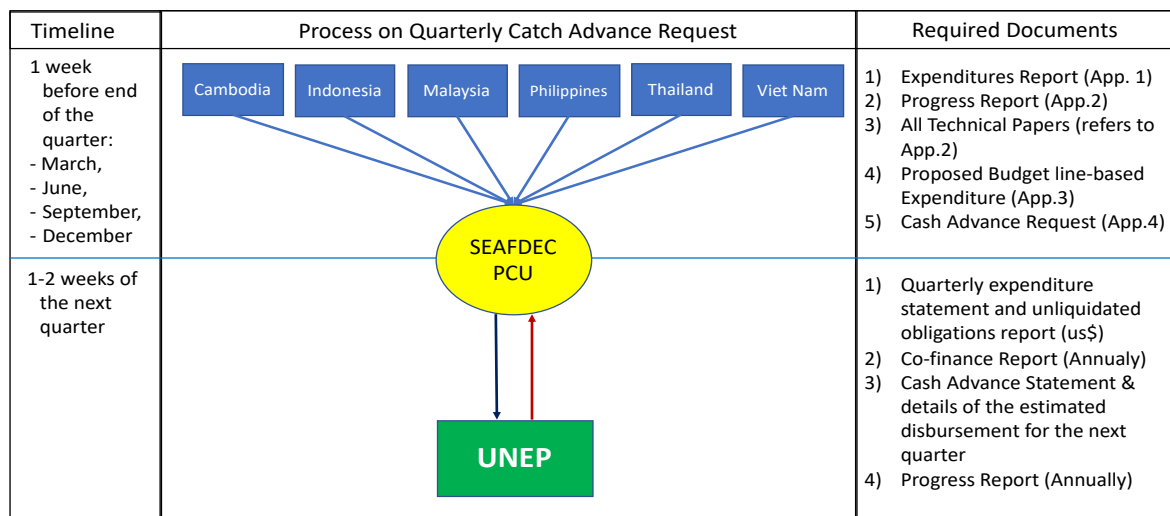 Timeline
Process on Quarterly Catch Advance Request
Required Documents
1 week
before end
of the
quarter:
- March,
- June,
- September,
- December
Cambodia
Indonesia
Malaysia
Philippines
Thailand
Viet Nam
SEAFDEC
PCU
1) Expenditures Report (App. 1)
2) Progress Report (App.2)
3) All Technical Papers (refers to
App.2)
4) Proposed Budget line-based
Expenditure (App.3)
5) Cash Advance Request (App.4)
1-2 weeks of
the next
quarter
UNEP
1) Quarterly expenditure
statement and unliquidated
obligations report (us$)
2) Co-finance Report (Annualy)
3) Cash Advance Statement &
details of the estimated
disbursement for the next
quarter
4) Progress Report (Annually)